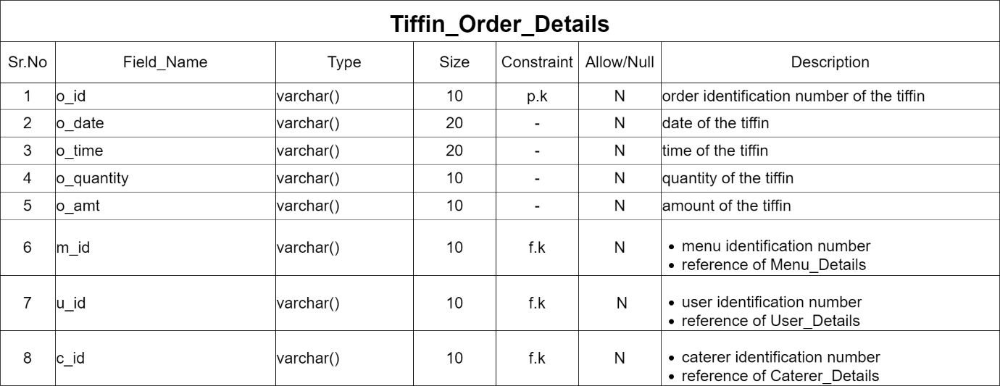 Tiffin_Order_Details
Sr.No Field_Name Type Size Constraint Allow/Null Description
1 o_id varchar() 10 p.k N order identification number of the tiffin
2 o_date varchar() 20 - N date of the tiffin
3 o_time varchar() 20 - N time of the tiffin
4 o_quantity varchar() 10 - N quantity of the tiffin
5 o_amt varchar() 10 - N amount of the tiffin
6 m_id varchar() 10 f.k N • menu identification number
• reference of Menu_Details
7 u_id varchar() 10 f.k N • user identification number
• reference of User_Details
8 c_id varchar() 10 f.k N • caterer identification number
• reference of Caterer_Details